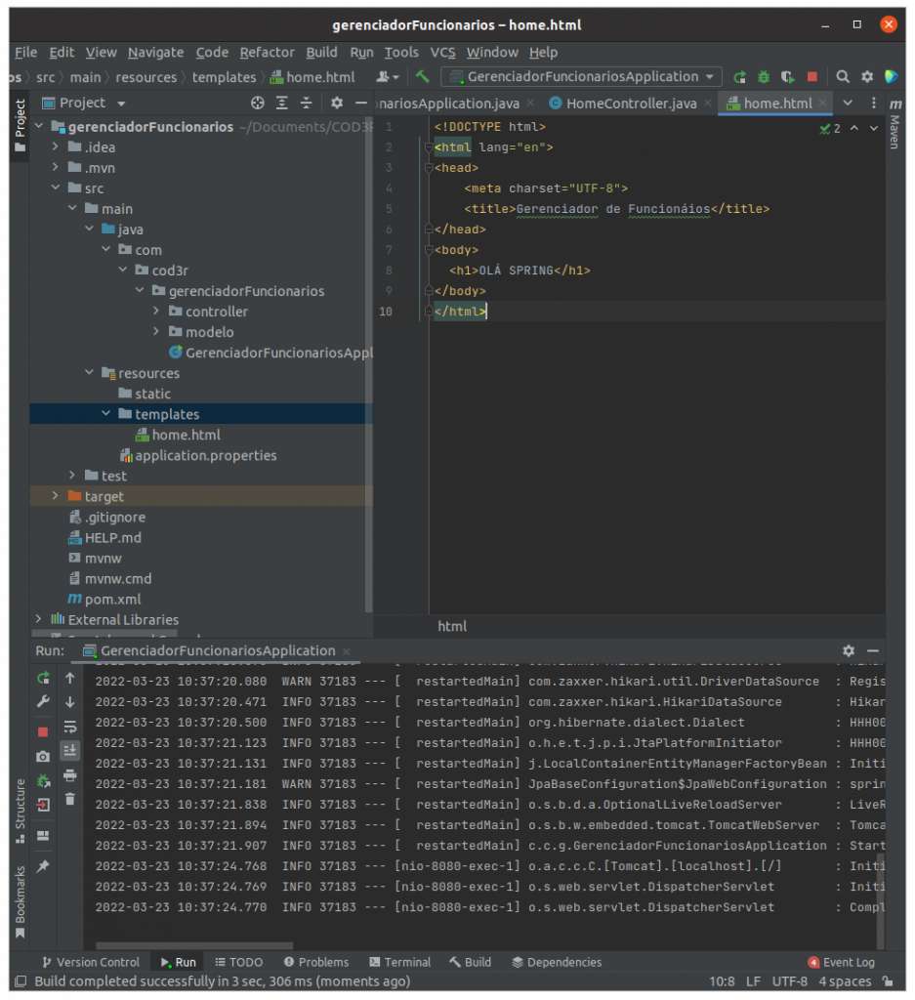 gerenciadorFuncionarios – home.html
File Edit View Navigate Code Refactor Build Run Tools VCS Window Help
os src main resources templates home.html GerenciadorFuncionariosApplication
Project
Project
gerenciadorFuncionarios ~/Documents/COD3R
.idea
.mvn
src
main
java
com
cod3r
gerenciadorFuncionarios
controller
modelo
GerenciadorFuncionariosAppl
resources
static
templates
home.html
application.properties
test
target
.gitignore
HELP.md
mvnw
mvnw.cmd
pom.xml
External Libraries
nariosApplication.java HomeController.java home.html
m
Maven
2
1 <!DOCTYPE html>
2 <html lang="en">
3 <head>
4 <meta charset="UTF-8">
5 <title>Gerenciador de Funcionáios</title>
6 </head>
7 <body>
8 <h1>OLÁ SPRING</h1>
9 </body>
10 </html>
html
Run: GerenciadorFuncionariosApplication
2022-03-23 10:37:20.080 WARN 37183 --- [ restartedMain] com.zaxxer.hikari.util.DriverDataSource : Regis
2022-03-23 10:37:20.471 INFO 37183 --- [ restartedMain] com.zaxxer.hikari.HikariDataSource : Hikar
2022-03-23 10:37:20.500 INFO 37183 --- [ restartedMain] org.hibernate.dialect.Dialect : HHH00
2022-03-23 10:37:21.123 INFO 37183 --- [ restartedMain] o.h.e.t.j.p.i.JtaPlatformInitiator : HHH00
2022-03-23 10:37:21.131 INFO 37183 --- [ restartedMain] j.LocalContainerEntityManagerFactoryBean : Initi
2022-03-23 10:37:21.181 WARN 37183 --- [ restartedMain] JpaBaseConfiguration$JpaWebConfiguration : sprin
2022-03-23 10:37:21.838 INFO 37183 --- [ restartedMain] o.s.b.d.a.OptionalLiveReloadServer : LiveR
2022-03-23 10:37:21.894 INFO 37183 --- [ restartedMain] o.s.b.w.embedded.tomcat.TomcatWebServer : Tomca
2022-03-23 10:37:21.907 INFO 37183 --- [ restartedMain] c.c.g.GerenciadorFuncionariosApplication : Start
2022-03-23 10:37:24.768 INFO 37183 --- [nio-8080-exec-1] o.a.c.c.C.[Tomcat].[localhost].[/] : Initi
2022-03-23 10:37:24.769 INFO 37183 --- [nio-8080-exec-1] o.s.web.servlet.DispatcherServlet : Initi
2022-03-23 10:37:24.770 INFO 37183 --- [nio-8080-exec-1] o.s.web.servlet.DispatcherServlet : Compl
Structure
Bookmarks
Version Control Run TODO Problems Terminal Build Dependencies 4 Event Log
Build completed successfully in 3 sec, 306 ms (moments ago) 10:8 LF UTF-8 4 spaces